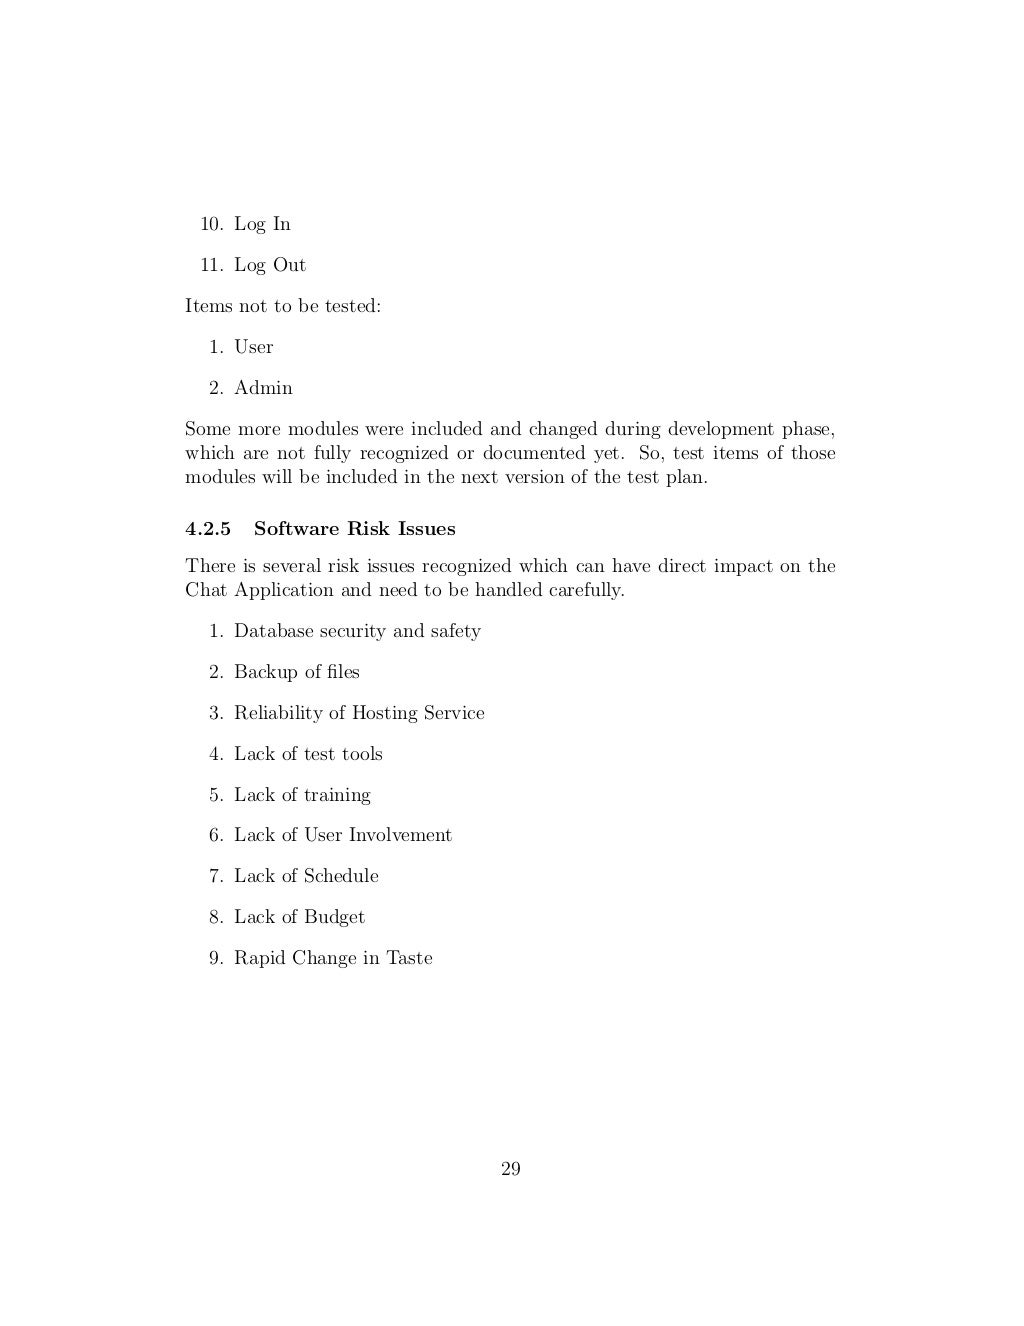 10. Log In
11. Log Out
Items not to be tested:
1. User
2. Admin
Some more modules were included and changed during development phase,
which are not fully recognized or documented yet. So, test items of those
modules will be included in the next version of the test plan.
4.2.5 Software Risk Issues
There is several risk issues recognized which can have direct impact on the
Chat Application and need to be handled carefully.
1. Database security and safety
2. Backup of files
3. Reliability of Hosting Service
4. Lack of test tools
5. Lack of training
6. Lack of User Involvement
7. Lack of Schedule
8. Lack of Budget
9. Rapid Change in Taste
29